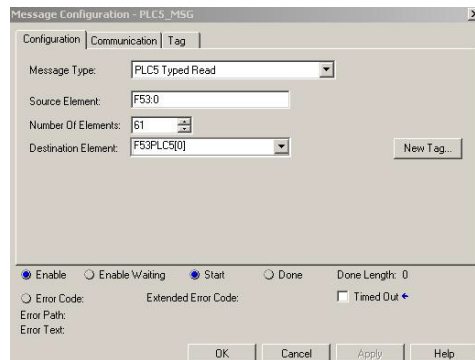 Message Configuration - PLC5_MSG
Configuration Communication Tag
Message Type: PLC5 Typed Read
Source Element: F53:0
Number Of Elements: 61
Destination Element: F53PLC5[0] New Tag...
Enable Enable Waiting Start Done Done Length: 0
Error Code: Extended Error Code: Timed Out
Error Path:
Error Text:
OK Cancel Apply Help